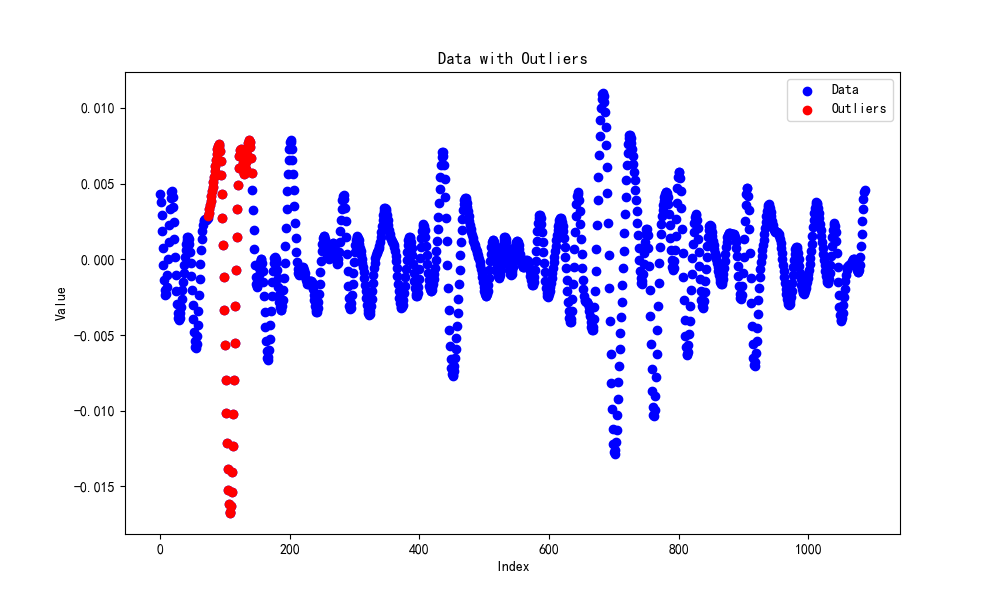 Data with Outliers
Data
Outliers
0.010
0.005
0.000
-0.005
-0.010
-0.015
Value
0 200 400 600 800 1000
Index